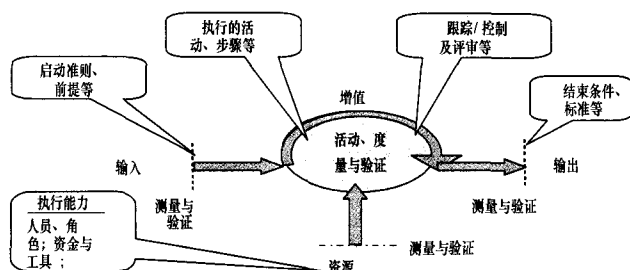 执行的活
动、步骤等
跟踪/控制
及评审等
启动准则、
前提等
结束条件、
标准等
增值
活动、度
量与验证
输入
输出
测量与
验证
测量与验证
执行能力
人员、角
色；资金与
工具；
测量与验证
资源